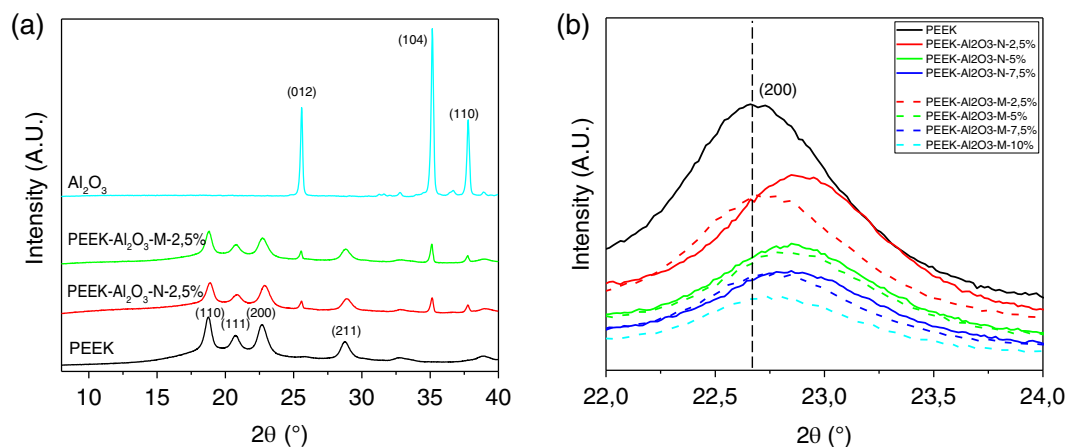 (a)
Intensity (A.U.)
(104)
(012)
(110)
Al₂O₃
PEEK-Al₂O₃-M-2,5%
PEEK-Al₂O₃-N-2,5%
(110)
(111)
(200)
(211)
PEEK
10 15 20 25 30 35 40
2θ (°)
(b)
Intensity (A.U.)
(200)
PEEK
PEEK-Al2O3-N-2,5%
PEEK-Al2O3-N-5%
PEEK-Al2O3-N-7,5%
PEEK-Al2O3-M-2,5%
PEEK-Al2O3-M-5%
PEEK-Al2O3-M-7,5%
PEEK-Al2O3-M-10%
22,0 22,5 23,0 23,5 24,0
2θ (°)